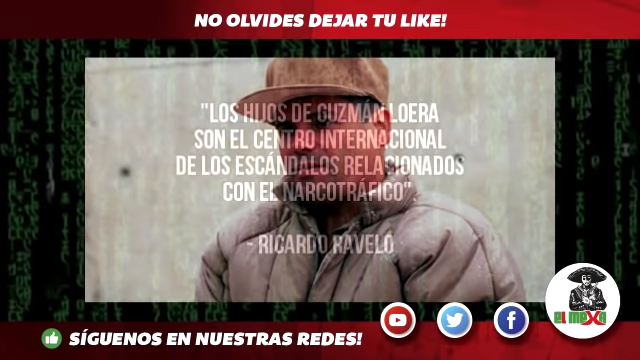 NO OLVIDES DEJAR TU LIKE!
"LOS HIJOS DE GUZMÁN LOERA
SON EL CENTRO INTERNACIONAL
DE LOS ESCÁNDALOS RELACIONADOS
CON EL NARCOTRÁFICO"
- RICARDO RAVELO
EL MEXA
SÍGUENOS EN NUESTRAS REDES!